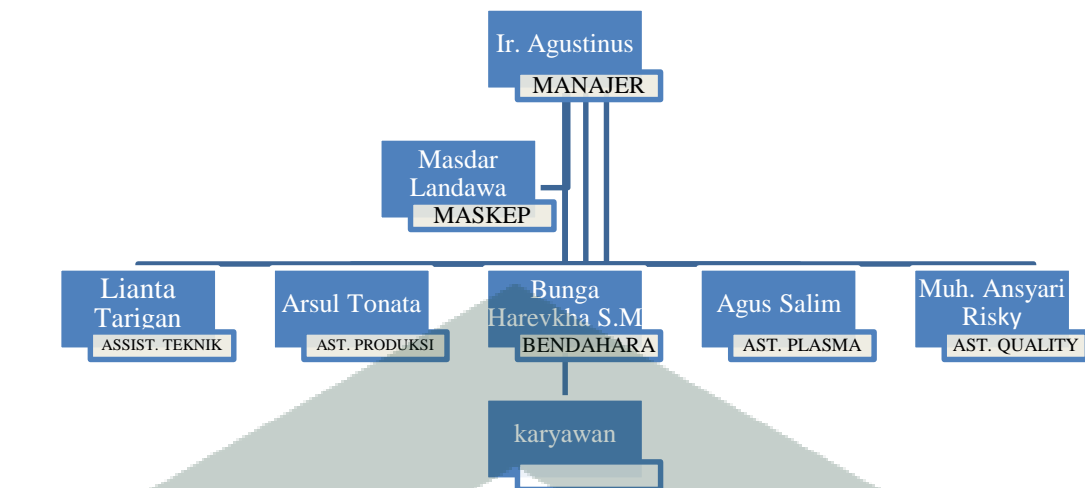 Ir. Agustinus
MANAJER
Masdar
Landawa
MASKEP
Lianta
Tarigan
ASSIST. TEKNIK
Arsul Tonata
AST. PRODUKSI
Bunga
Harevkha S.M
BENDAHARA
Agus Salim
AST. PLASMA
Muh. Ansyari
Risky
AST. QUALITY
karyawan